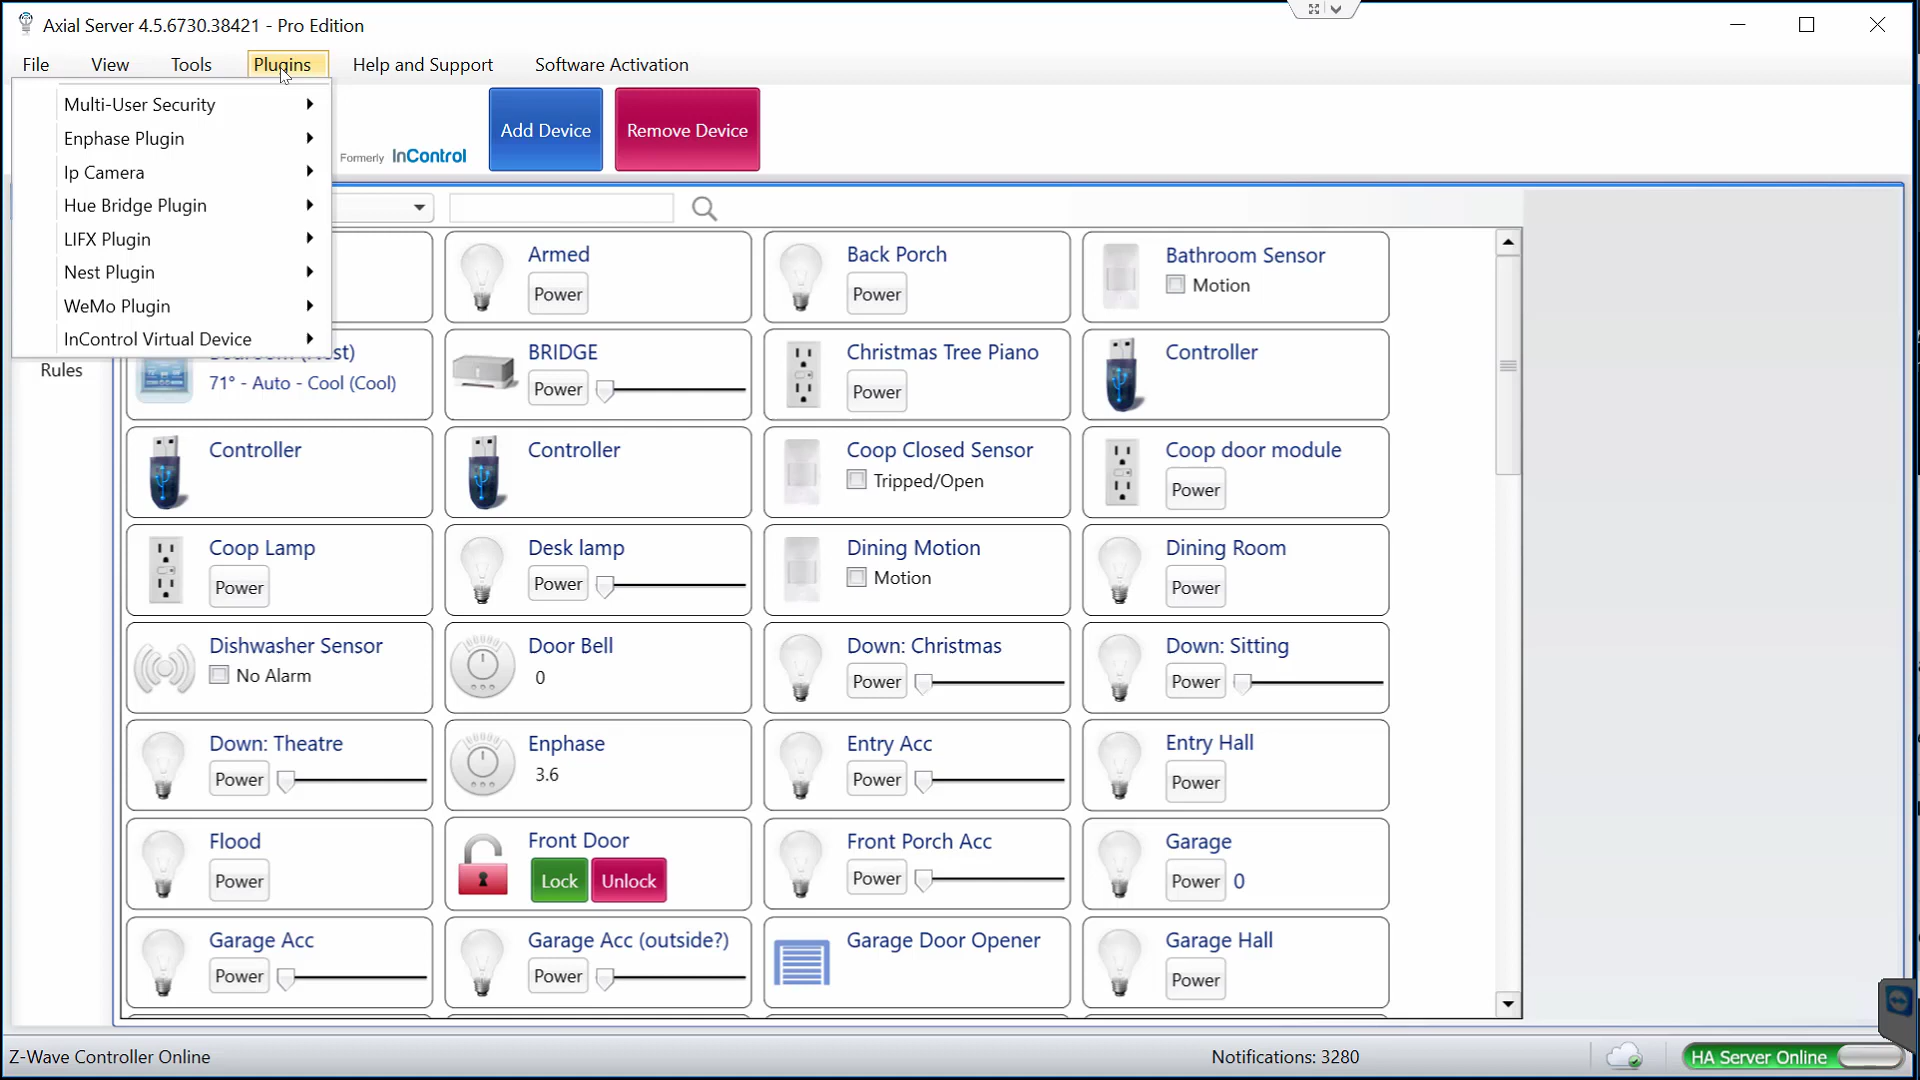 Axial Server 4.5.6730.38421 - Pro Edition
File View Tools Plugins Help and Support Software Activation
Multi-User Security
Enphase Plugin
Ip Camera
Hue Bridge Plugin
LIFX Plugin
Nest Plugin
WeMo Plugin
InControl Virtual Device
Formerly InControl
Add Device
Remove Device
Rules
Armed
Power
Back Porch
Power
Bathroom Sensor
Motion
71° - Auto - Cool (Cool)
BRIDGE
Power
Christmas Tree Piano
Power
Controller
Controller
Controller
Coop Closed Sensor
Tripped/Open
Coop door module
Power
Coop Lamp
Power
Desk lamp
Power
Dining Motion
Motion
Dining Room
Power
Dishwasher Sensor
No Alarm
Door Bell
0
Down: Christmas
Power
Down: Sitting
Power
Down: Theatre
Power
Enphase
3.6
Entry Acc
Power
Entry Hall
Power
Flood
Power
Front Door
Lock Unlock
Front Porch Acc
Power
Garage
Power 0
Garage Acc
Power
Garage Acc (outside?)
Power
Garage Door Opener
Garage Hall
Power
Z-Wave Controller Online
Notifications: 3280
HA Server Online